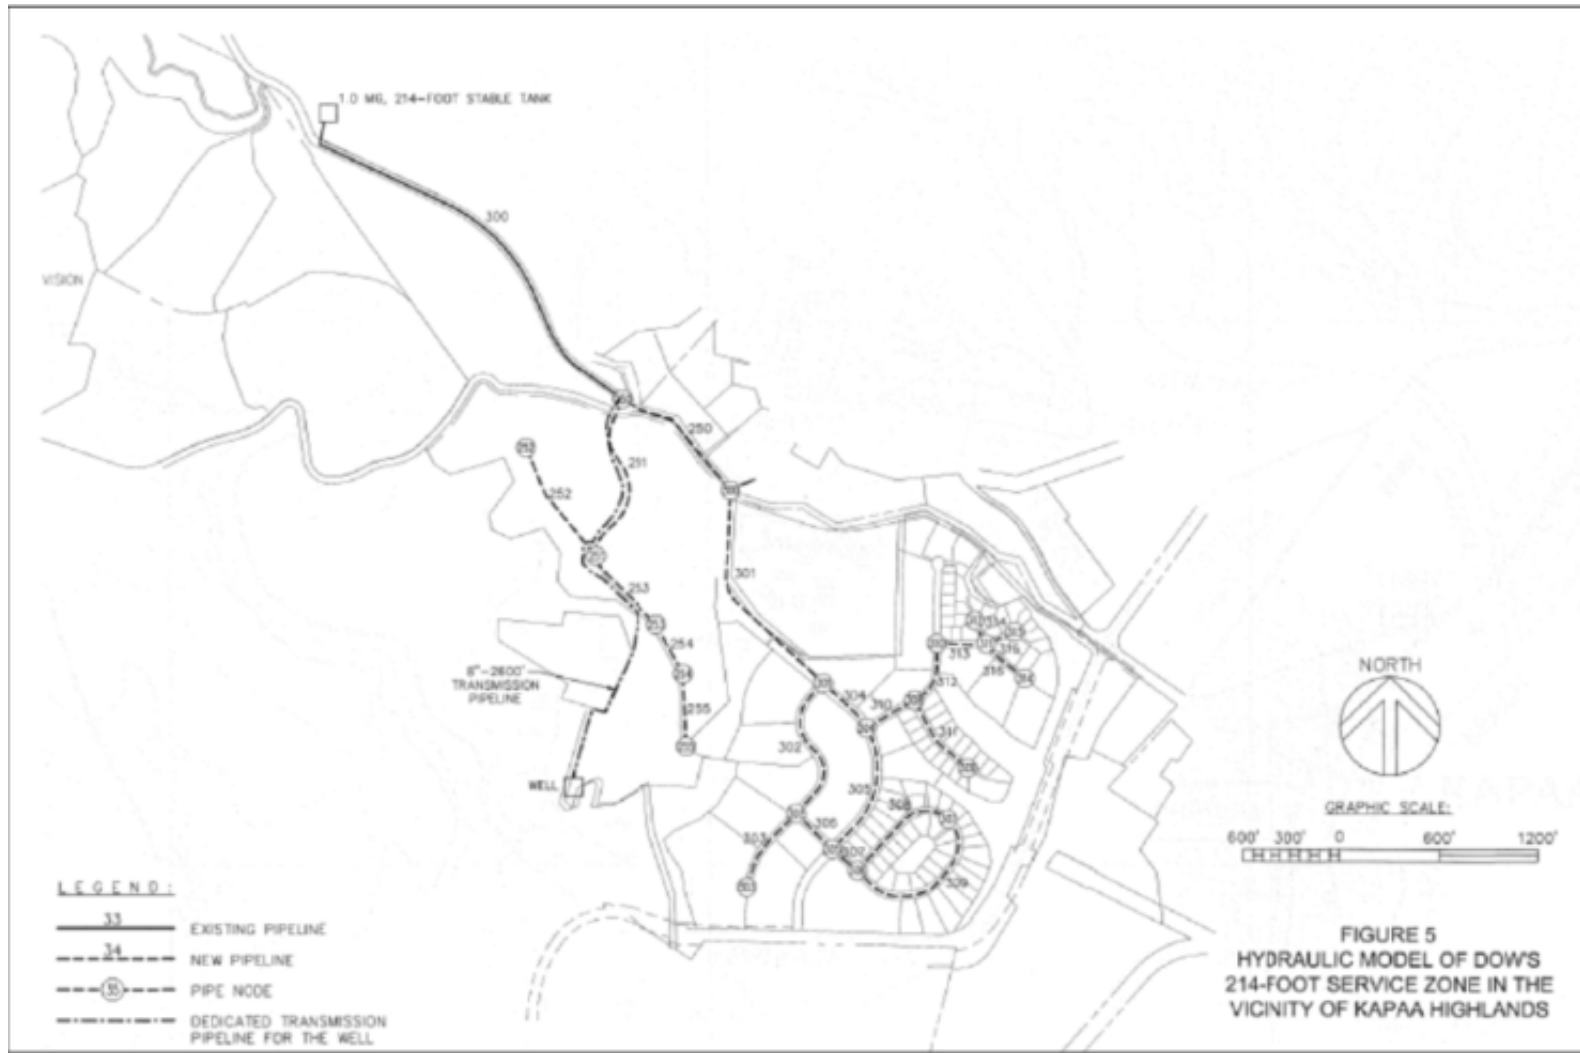 1.0 MG, 214-FOOT STABLE TANK
300
VISION
250
251
252
252
301
253
254
8"-2600'
TRANSMISSION
PIPELINE
255
WELL
302
303
304
310
312
313
316
311
305
306
307
308
309
NORTH
GRAPHIC SCALE:
600' 300' 0 600' 1200'
LEGEND:
33 EXISTING PIPELINE
34 NEW PIPELINE
35 PIPE NODE
DEDICATED TRANSMISSION
PIPELINE FOR THE WELL
FIGURE 5
HYDRAULIC MODEL OF DOW'S
214-FOOT SERVICE ZONE IN THE
VICINITY OF KAPAA HIGHLANDS